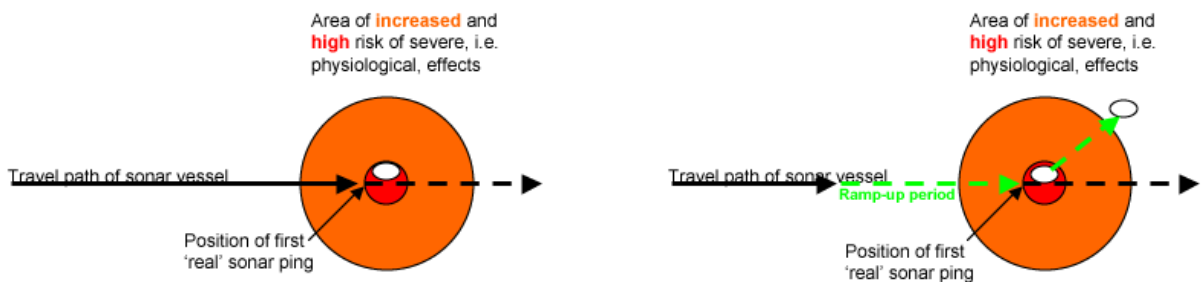 Area of increased and
high risk of severe, i.e.
physiological, effects
Travel path of sonar vessel
Position of first
‘real’ sonar ping
Area of increased and
high risk of severe, i.e.
physiological, effects
Travel path of sonar vessel
Ramp-up period
Position of first
‘real’ sonar ping